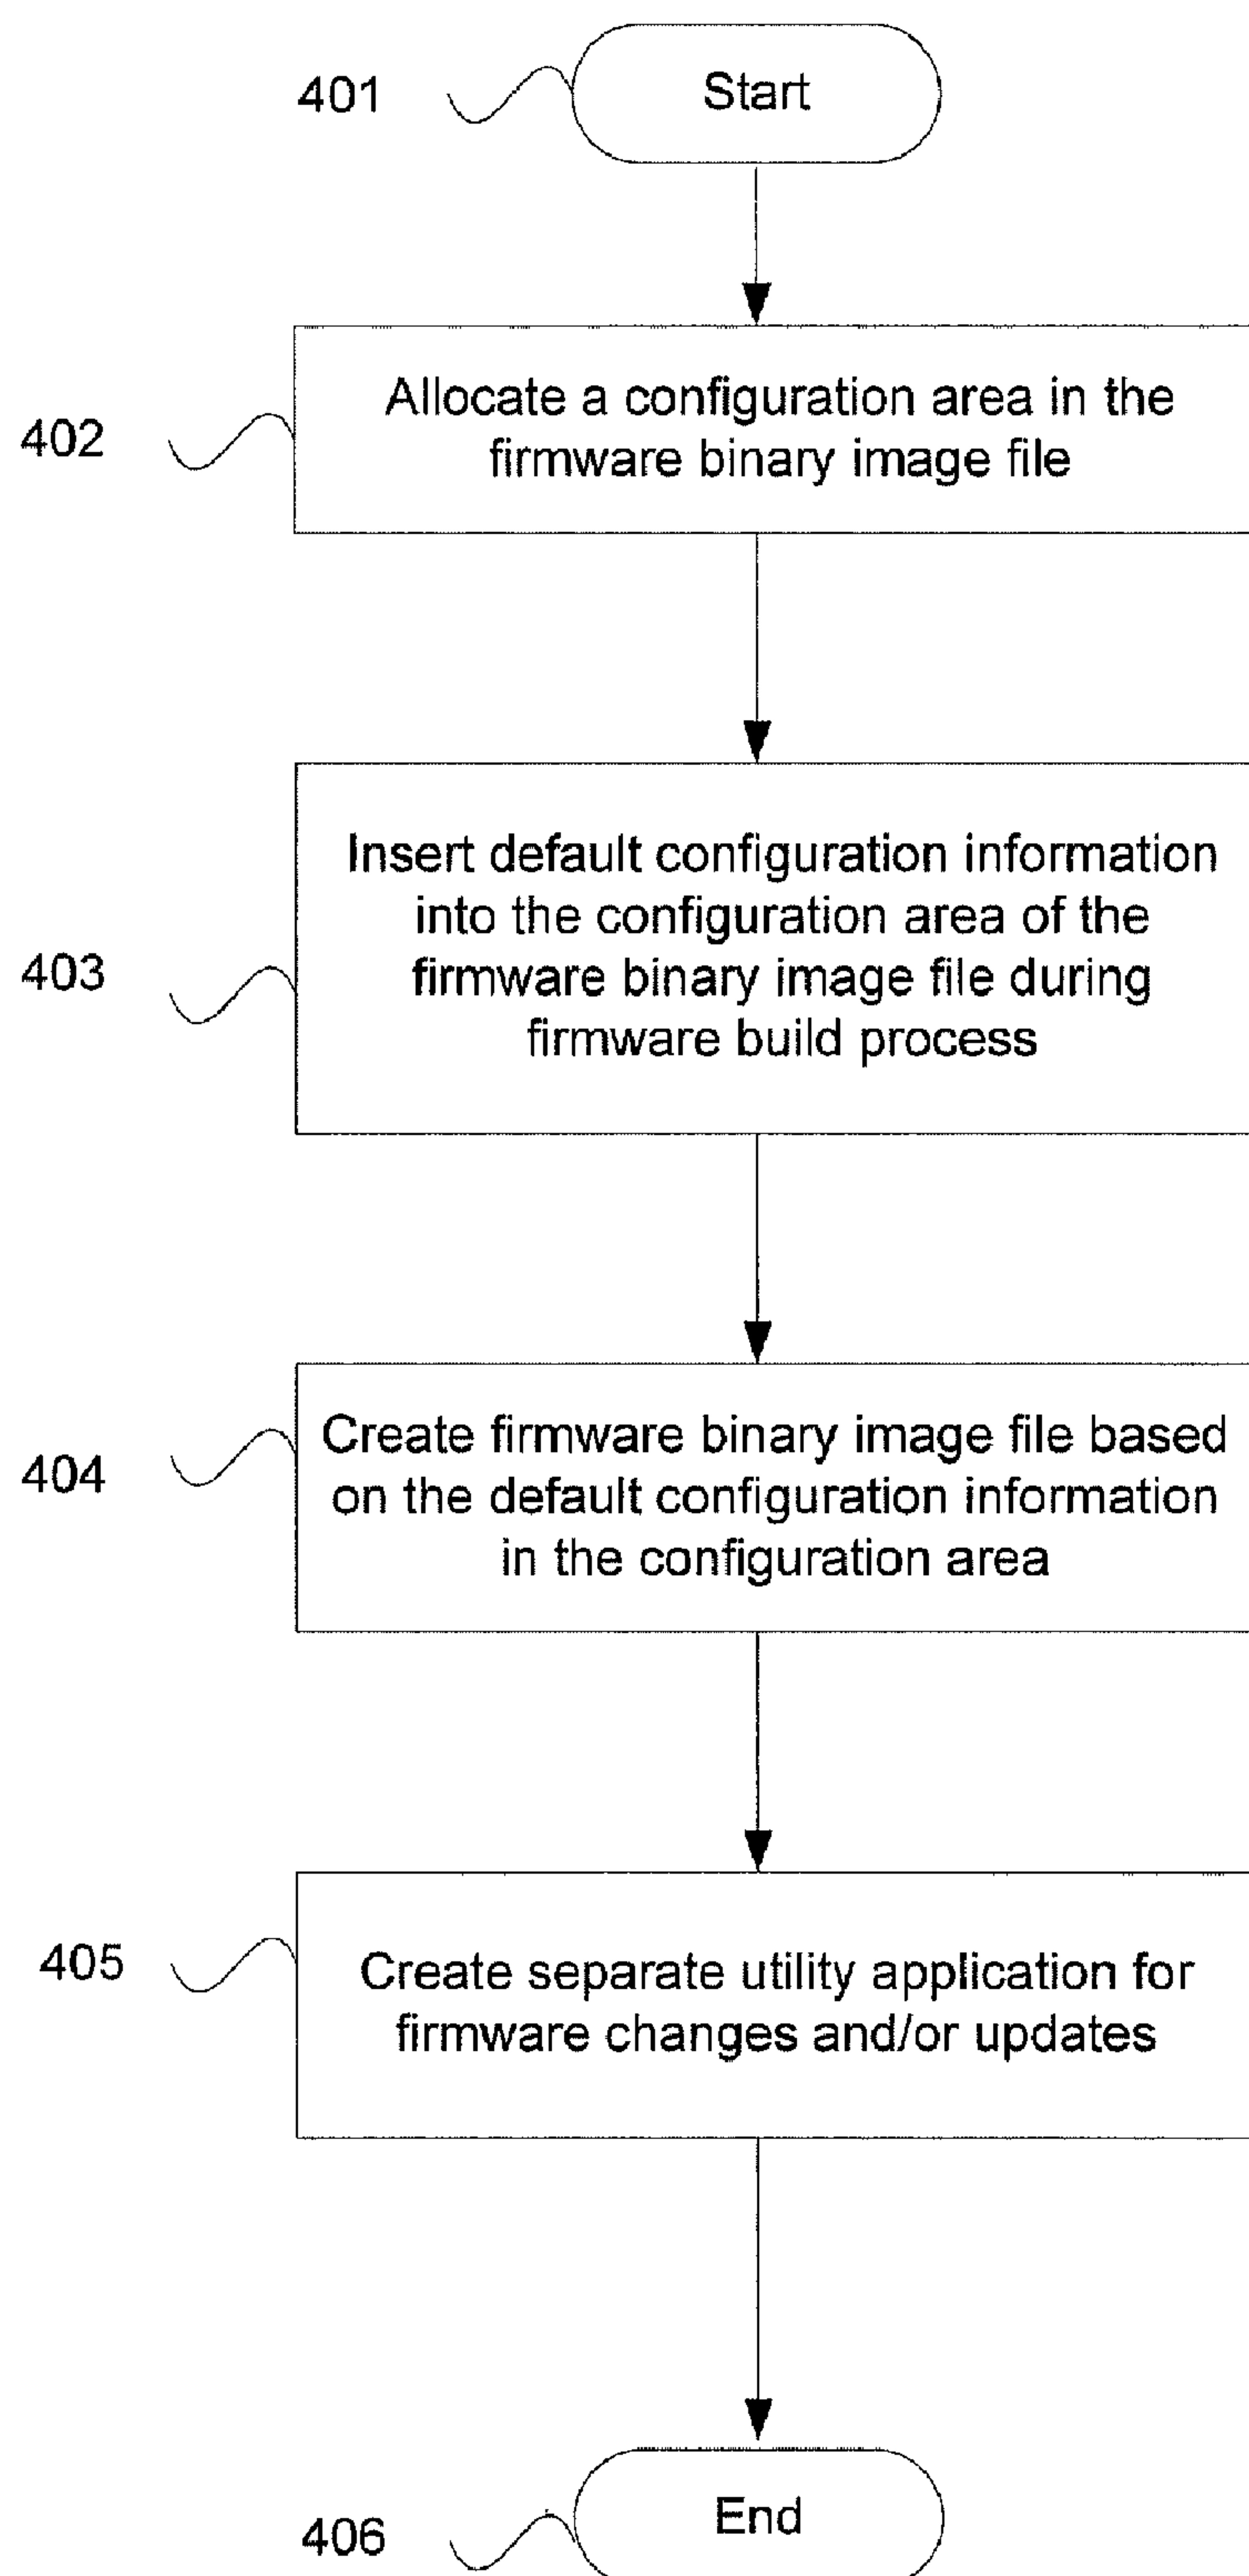 401
Start
402
Allocate a configuration area in the
firmware binary image file
403
Insert default configuration information
into the configuration area of the
firmware binary image file during
firmware build process
404
Create firmware binary image file based
on the default configuration information
in the configuration area
405
Create separate utility application for
firmware changes and/or updates
406
End